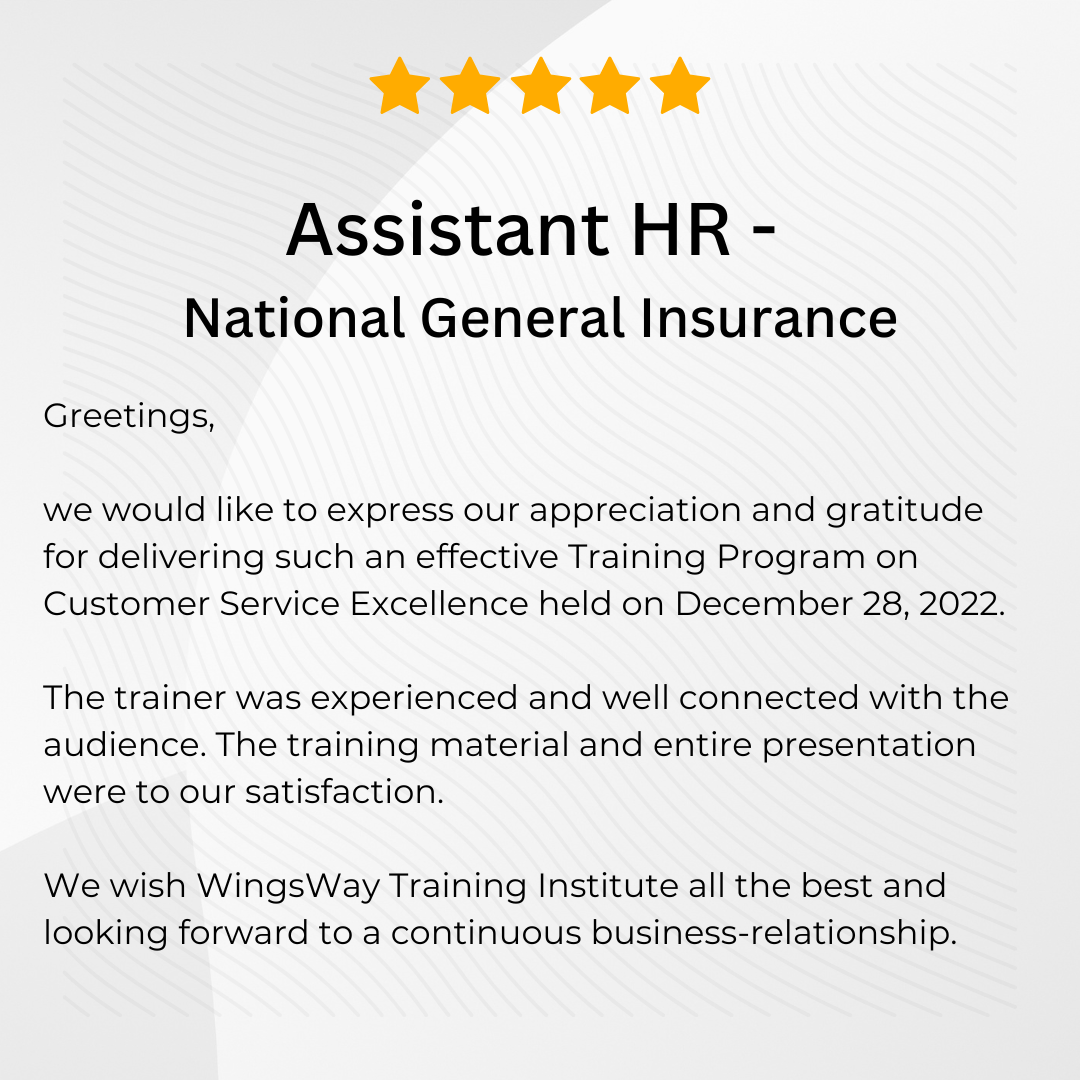 Assistant HR -
National General Insurance
Greetings,
we would like to express our appreciation and gratitude
for delivering such an effective Training Program on
Customer Service Excellence held on December 28, 2022.
The trainer was experienced and well connected with the
audience. The training material and entire presentation
were to our satisfaction.
We wish WingsWay Training Institute all the best and
looking forward to a continuous business-relationship.